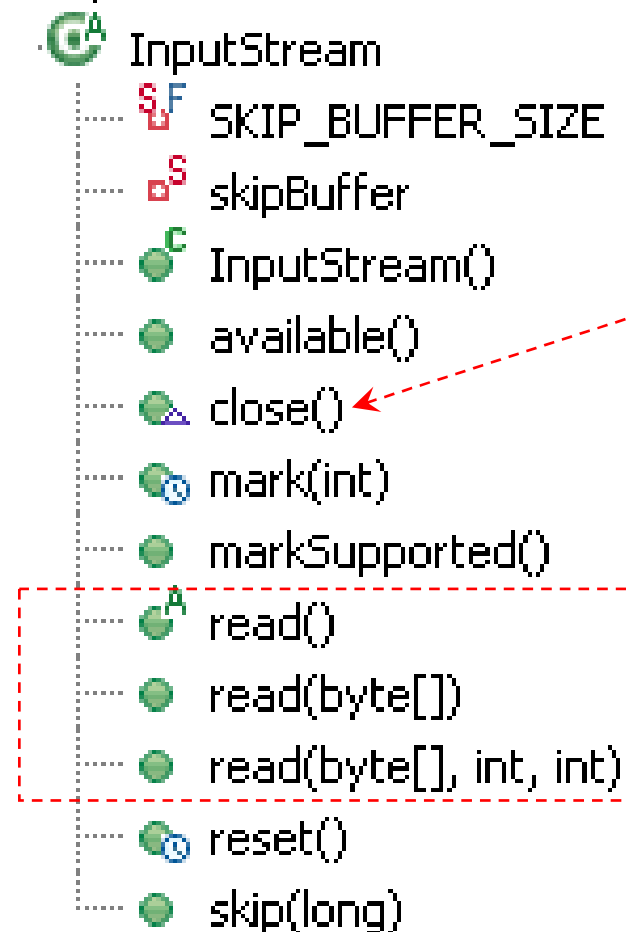 InputStream
SKIP_BUFFER_SIZE
skipBuffer
InputStream()
available()
close()
mark(int)
markSupported()
read()
read(byte[])
read(byte[], int, int)
reset()
skip(long)